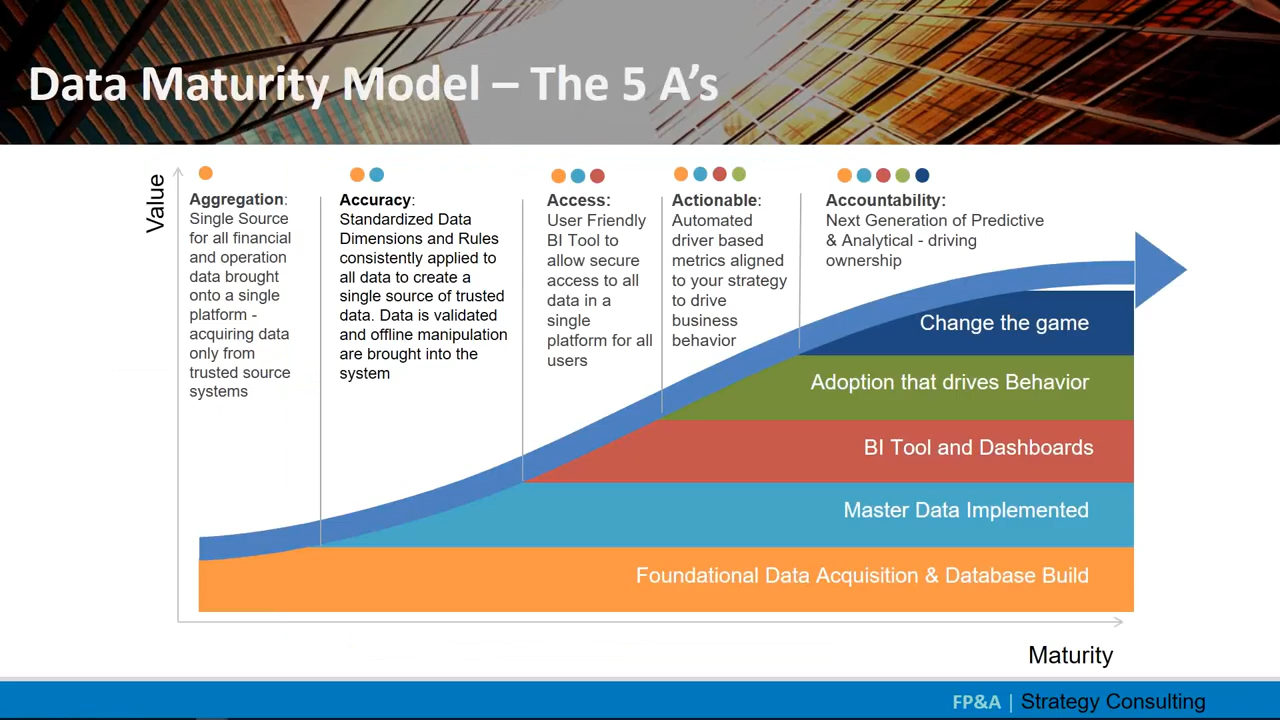 Data Maturity Model – The 5 A’s
Value
Aggregation:
Single Source
for all financial
and operation
data brought
onto a single
platform -
acquiring data
only from
trusted source
systems
Accuracy:
Standardized Data
Dimensions and Rules
consistently applied to
all data to create a
single source of trusted
data. Data is validated
and offline manipulation
are brought into the
system
Access:
User Friendly
BI Tool to
allow secure
access to all
data in a
single
platform for all
users
Actionable:
Automated
driver based
metrics aligned
to your strategy
to drive
business
behavior
Accountability:
Next Generation of Predictive
& Analytical - driving
ownership
Change the game
Adoption that drives Behavior
BI Tool and Dashboards
Master Data Implemented
Foundational Data Acquisition & Database Build
Maturity
FP&A | Strategy Consulting